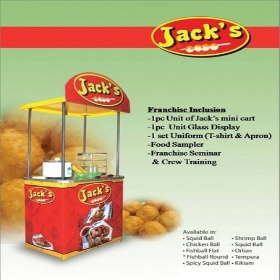 Jack's
Jack's
Jack's
Jack's
Franchise Inclusion
-1pc Unit of Jack's mini cart
-1pc Unit Glass Display
-1 set Uniform (T-shirt & Apron)
-Food Sampler
-Franchise Seminar
& Crew Training
Available in:
• Squid Ball
• Chicken Ball
Fishball Flat
* Fishball Round
Spicy Squid Ball
• Shrimp Ball
Squid Ball
• Orlian
• Tempura
• Kikiam